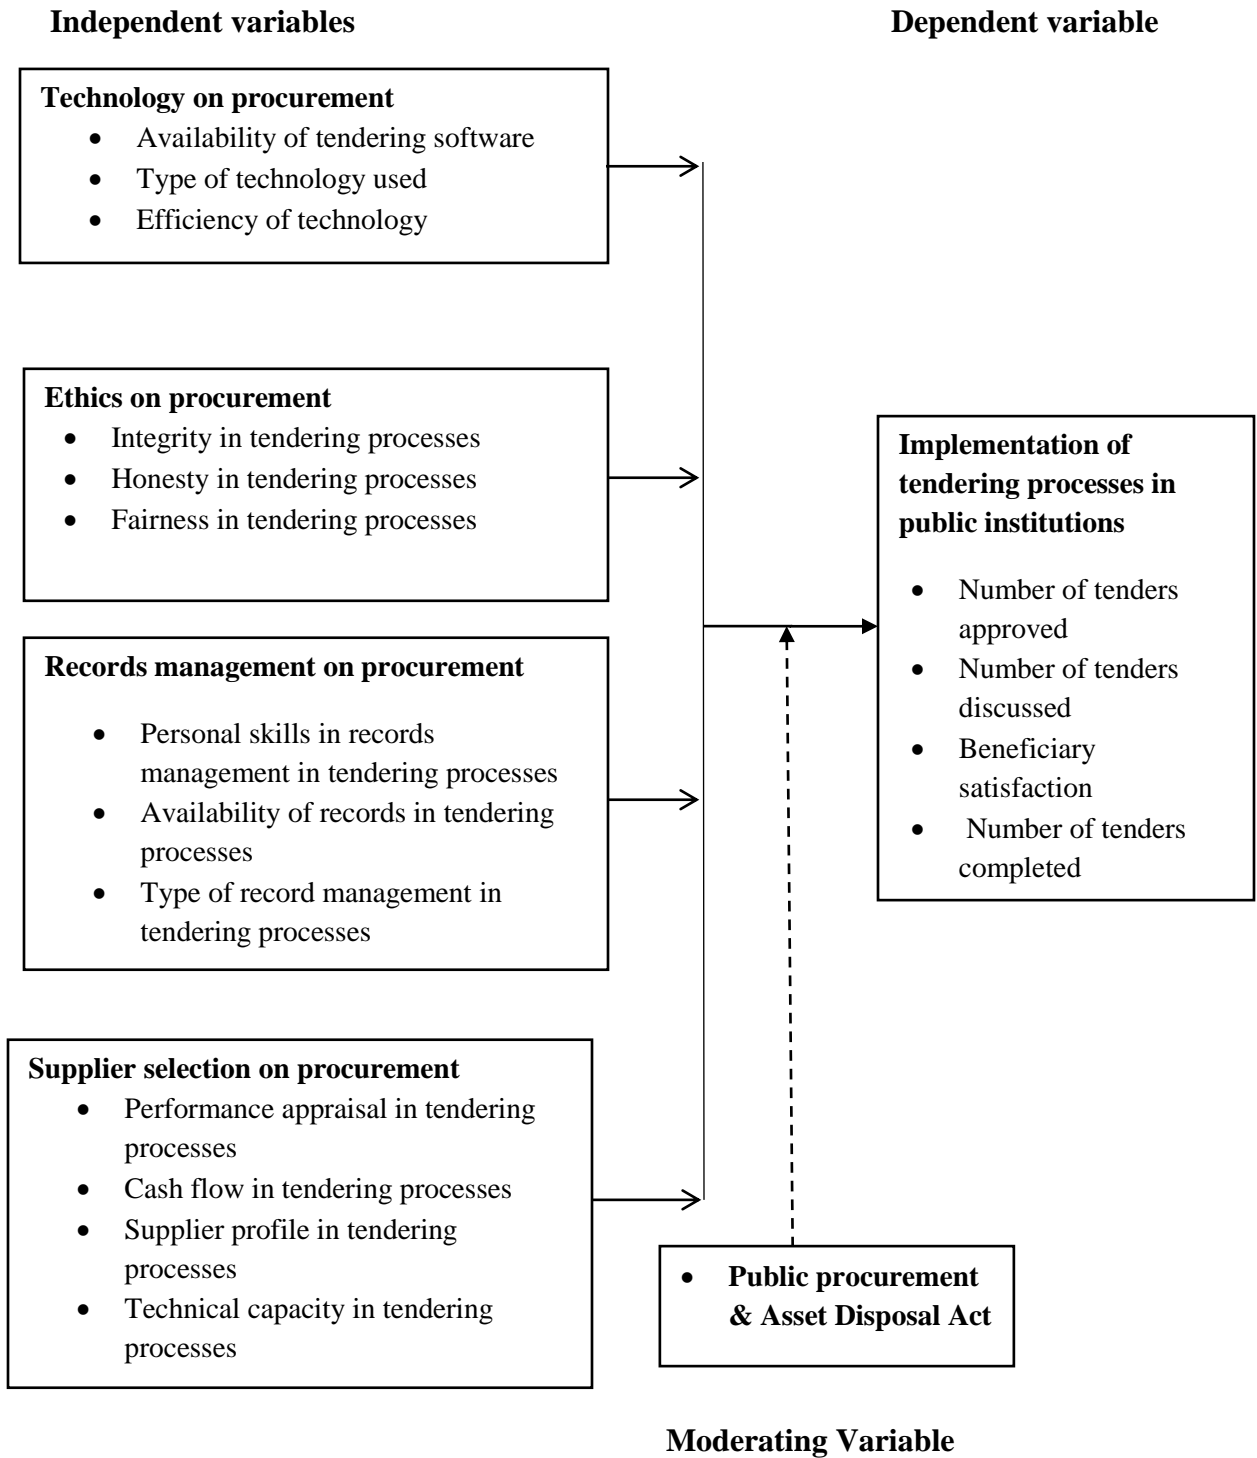 Independent variables
Dependent variable
Technology on procurement
• Availability of tendering software
• Type of technology used
• Efficiency of technology
Ethics on procurement
• Integrity in tendering processes
• Honesty in tendering processes
• Fairness in tendering processes
Records management on procurement
• Personal skills in records
management in tendering processes
• Availability of records in tendering
processes
• Type of record management in
tendering processes
Supplier selection on procurement
• Performance appraisal in tendering
processes
• Cash flow in tendering processes
• Supplier profile in tendering
processes
• Technical capacity in tendering
processes
Implementation of
tendering processes in
public institutions
• Number of tenders
approved
• Number of tenders
discussed
• Beneficiary
satisfaction
• Number of tenders
completed
• Public procurement
& Asset Disposal Act
Moderating Variable